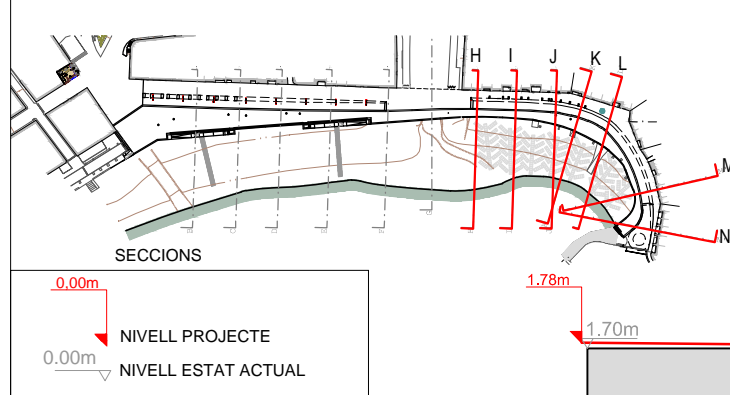 H I J K L
M
N
SECCIONS
0,00m
NIVELL PROJECTE
0.00m
NIVELL ESTAT ACTUAL
1.78m
1.70m